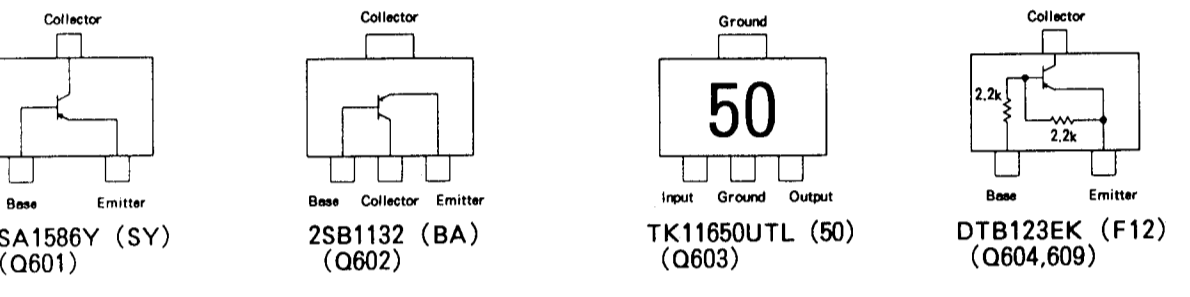 Collector
Base Emitter
SA1586Y (SY)
(Q601)
Collector
Base Collector Emitter
2SB1132 (BA)
(Q602)
Ground
50
Input Ground Output
TK11650UTL (50)
(Q603)
Collector
2.2k
2.2k
Base Emitter
DTB123EK (F12)
(Q604,609)